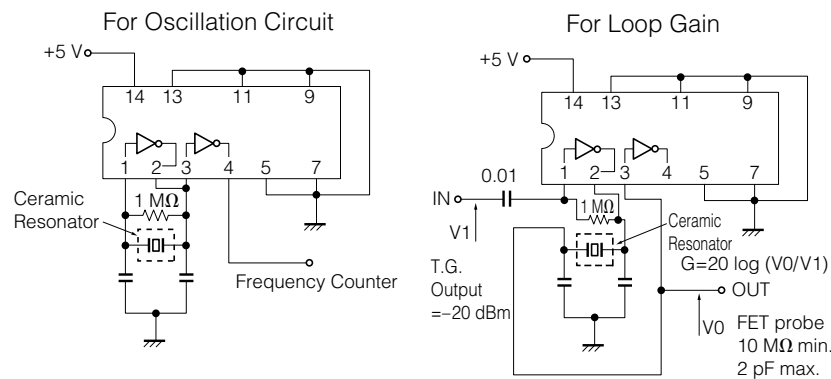 For Oscillation Circuit
+5 V
14 13 11 9
1 2 3 4 5 7
Ceramic
Resonator
1 MΩ
Frequency Counter
For Loop Gain
+5 V
14 13 11 9
1 2 3 4 5 7
0.01
IN
V1
1 MΩ
Ceramic
Resonator
T.G.
Output
=−20 dBm
G=20 log (V0/V1)
OUT
V0
FET probe
10 MΩ min.
2 pF max.